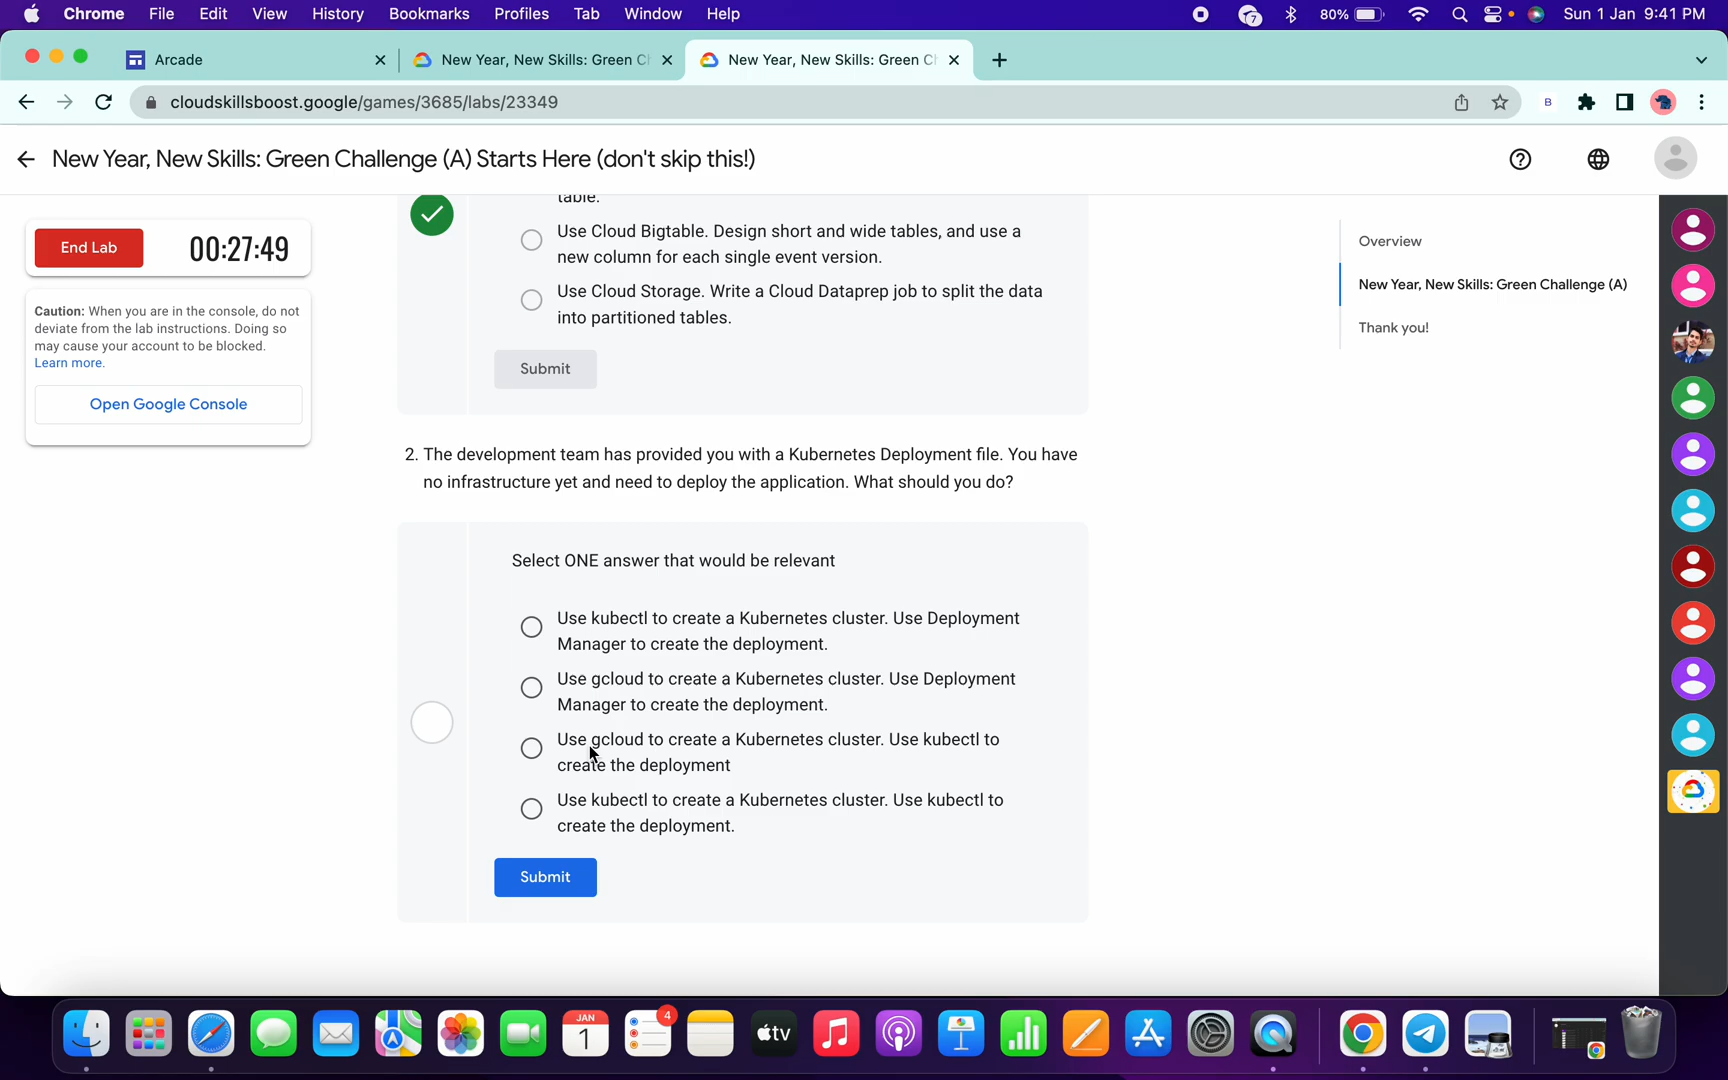 Chrome File Edit View History Bookmarks Profiles Tab Window Help 7 80% Sun 1 Jan 9:41 PM
Arcade
New Year, New Skills: Green C
New Year, New Skills: Green C
cloudskillsboost.google/games/3685/labs/23349
B
New Year, New Skills: Green Challenge (A) Starts Here (don't skip this!)
End Lab 00:27:49
Caution: When you are in the console, do not
deviate from the lab instructions. Doing so
may cause your account to be blocked.
Learn more.
Open Google Console
table.
Use Cloud Bigtable. Design short and wide tables, and use a
new column for each single event version.
Use Cloud Storage. Write a Cloud Dataprep job to split the data
into partitioned tables.
Submit
2. The development team has provided you with a Kubernetes Deployment file. You have
no infrastructure yet and need to deploy the application. What should you do?
Select ONE answer that would be relevant
Use kubectl to create a Kubernetes cluster. Use Deployment
Manager to create the deployment.
Use gcloud to create a Kubernetes cluster. Use Deployment
Manager to create the deployment.
Use gcloud to create a Kubernetes cluster. Use kubectl to
create the deployment
Use kubectl to create a Kubernetes cluster. Use kubectl to
create the deployment.
Submit
Overview
New Year, New Skills: Green Challenge (A)
Thank you!
JAN
1
4
tv